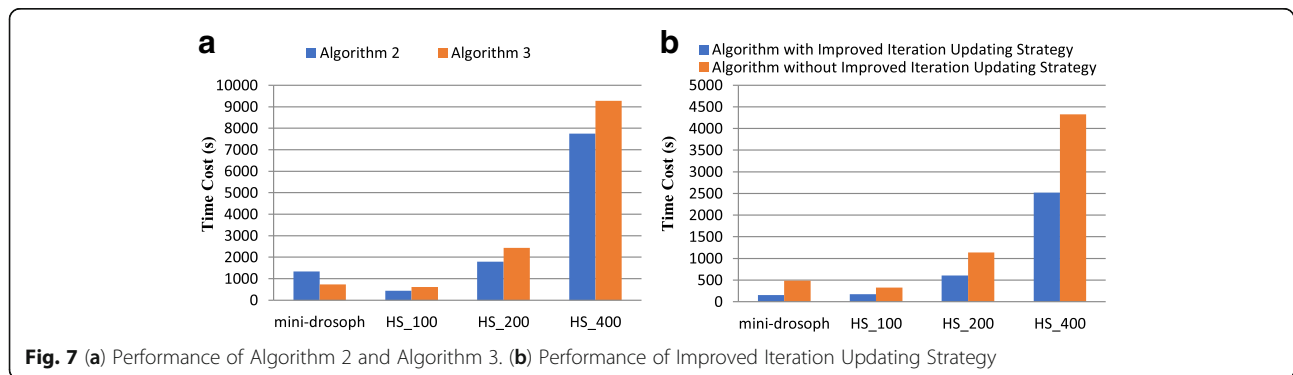 a
Algorithm 2
Algorithm 3
10000
9000
8000
7000
6000
5000
4000
3000
2000
1000
0
Time Cost (s)
mini-drosoph HS_100 HS_200 HS_400
b
Algorithm with Improved Iteration Updating Strategy
Algorithm without Improved Iteration Updating Strategy
5000
4500
4000
3500
3000
2500
2000
1500
1000
500
0
Time Cost (s)
mini-drosoph HS_100 HS_200 HS_400
Fig. 7 (a) Performance of Algorithm 2 and Algorithm 3. (b) Performance of Improved Iteration Updating Strategy